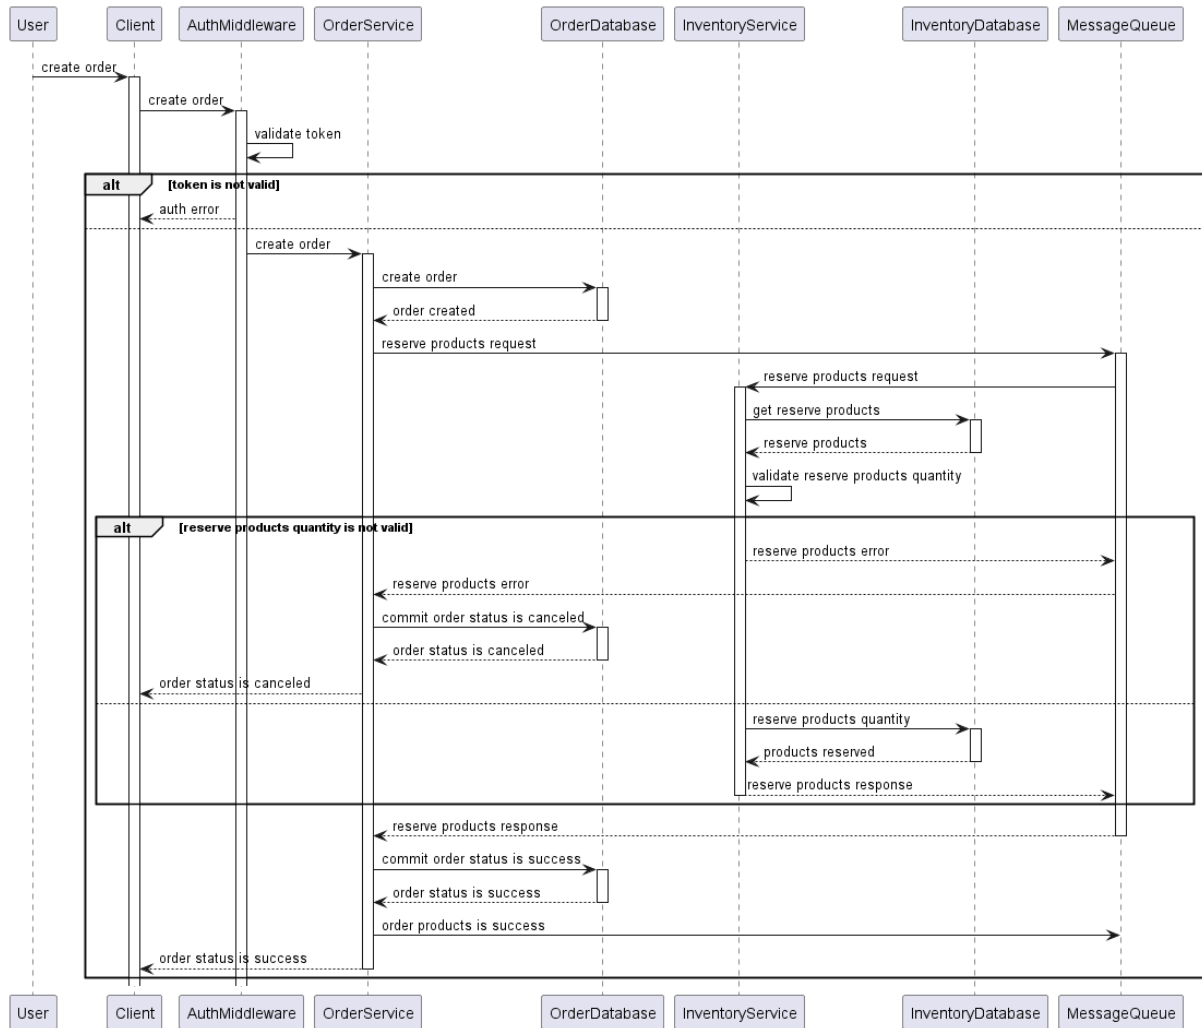 User Client AuthMiddleware OrderService OrderDatabase InventoryService InventoryDatabase MessageQueue
create order
create order
validate token
alt [token is not valid]
auth error
create order
create order
order created
reserve products request
reserve products request
get reserve products
reserve products
validate reserve products quantity
alt [reserve products quantity is not valid]
reserve products error
reserve products error
commit order status is canceled
order status is canceled
order status is canceled
reserve products quantity
products reserved
reserve products response
reserve products response
commit order status is success
order status is success
order products is success
order status is success
User Client AuthMiddleware OrderService OrderDatabase InventoryService InventoryDatabase MessageQueue